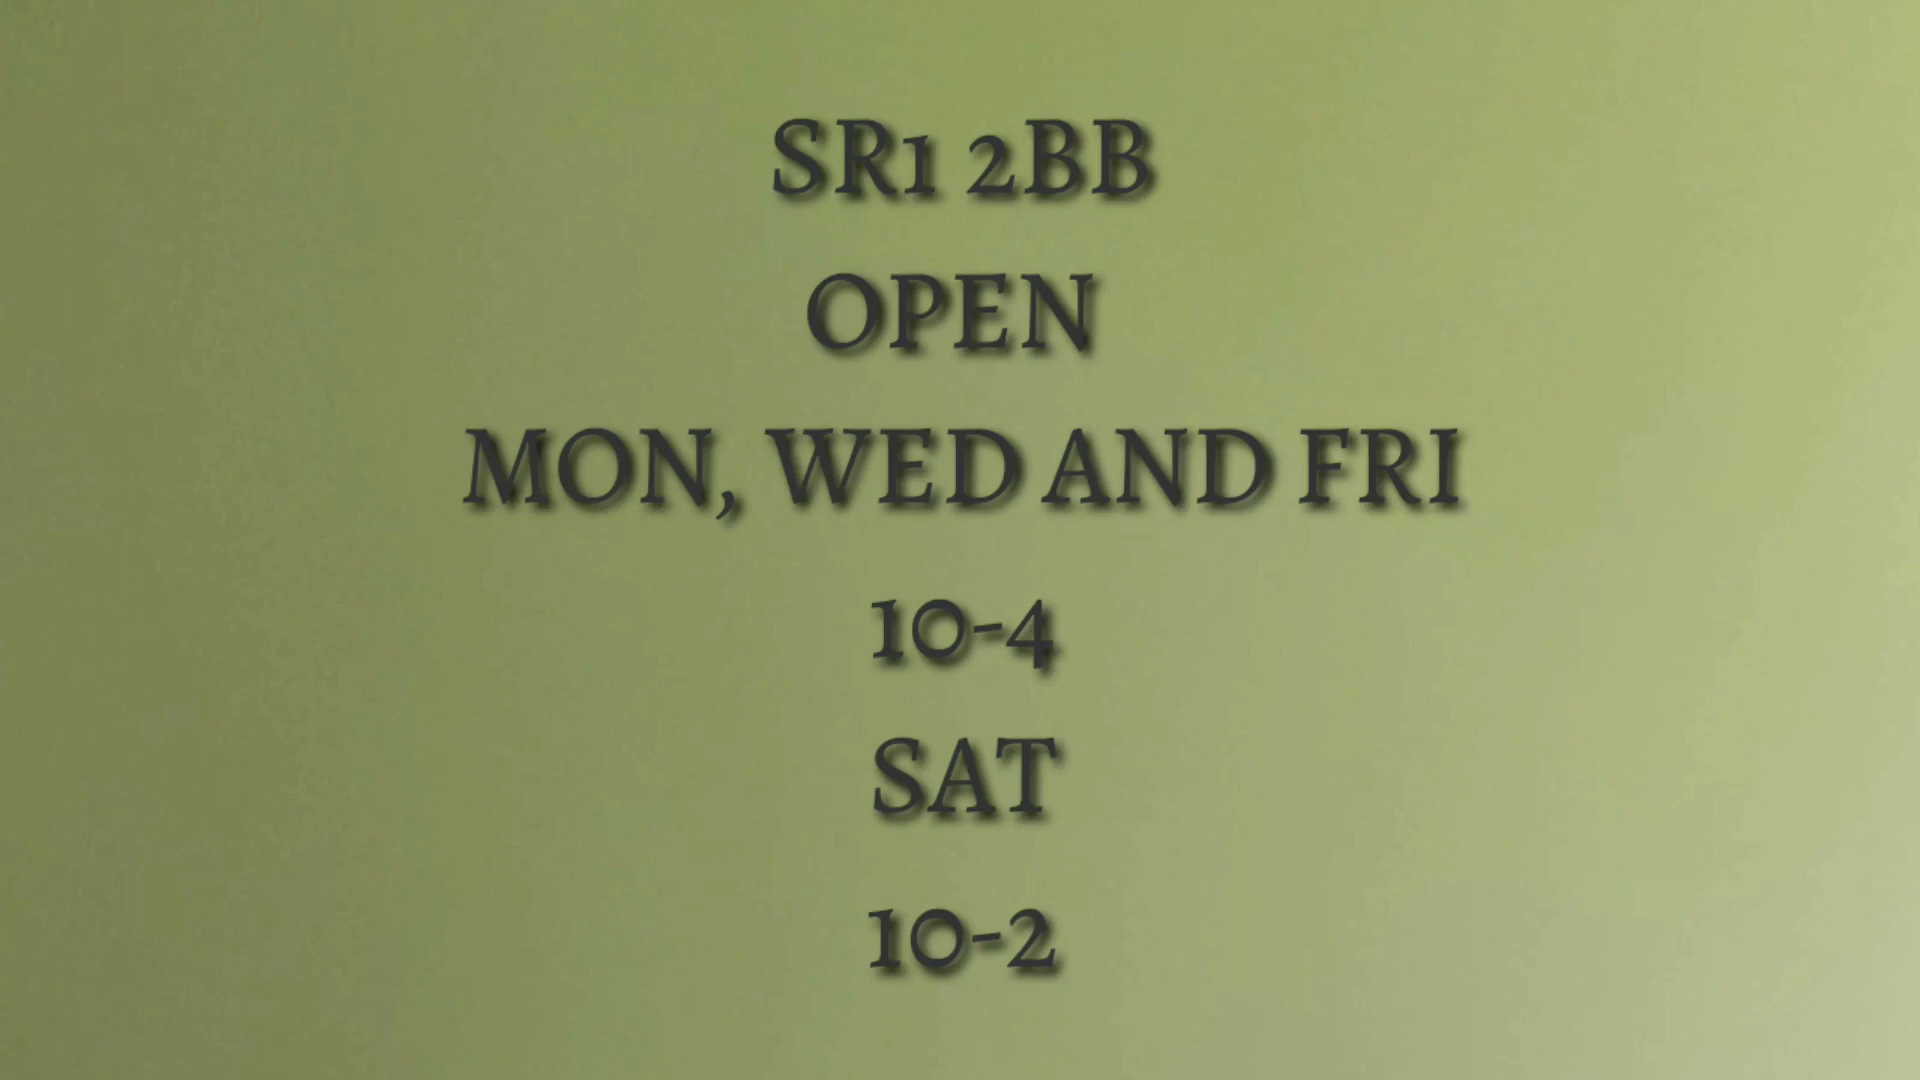 SR1 2BB
OPEN
MON, WED AND FRI
10-4
SAT
10-2